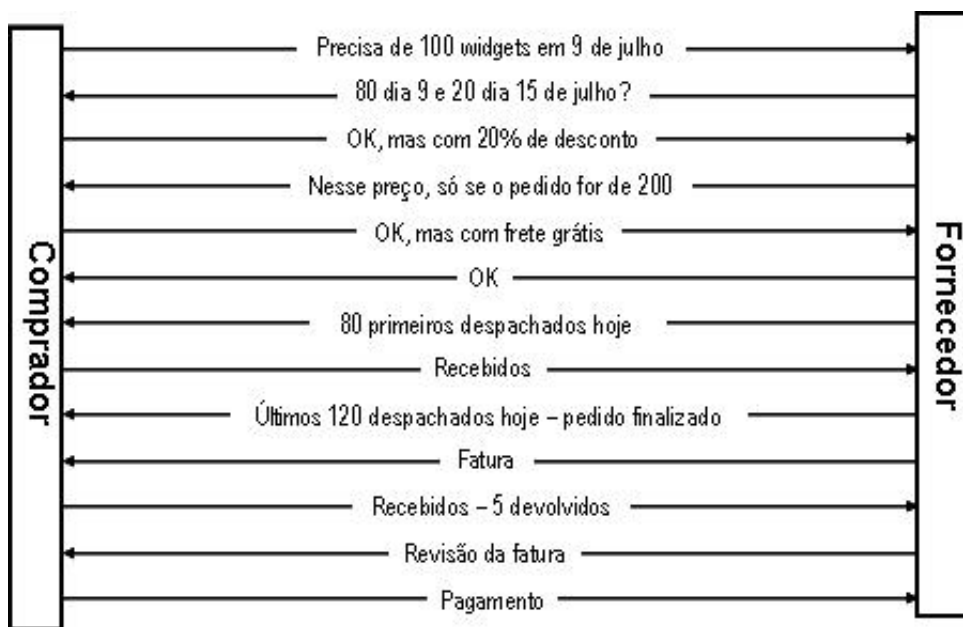 Comprador
Fornecedor
Precisa de 100 widgets em 9 de julho
80 dia 9 e 20 dia 15 de julho?
OK, mas com 20% de desconto
Nesse preço, só se o pedido for de 200
OK, mas com frete grátis
OK
80 primeiros despachados hoje
Recebidos
Últimos 120 despachados hoje – pedido finalizado
Fatura
Recebidos – 5 devolvidos
Revisão da fatura
Pagamento